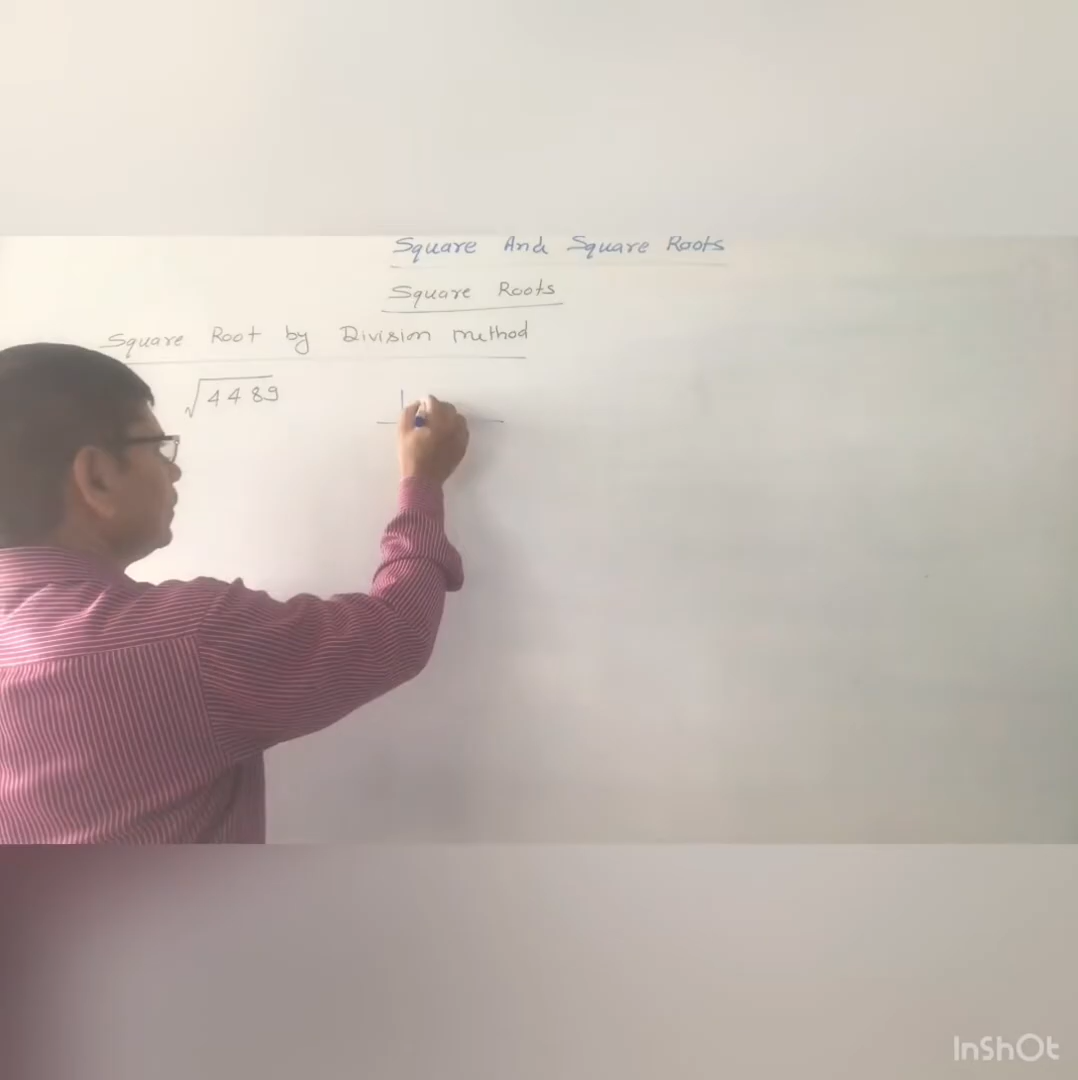 Square And Square Roots
Square Roots
Square Root by Division method
√4489
InShOt